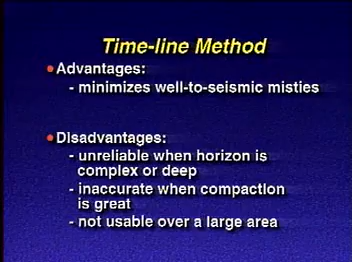 Time-line Method
• Advantages:
- minimizes well-to-seismic misties
• Disadvantages:
- unreliable when horizon is
complex or deep
- inaccurate when compaction
is great
- not usable over a large area